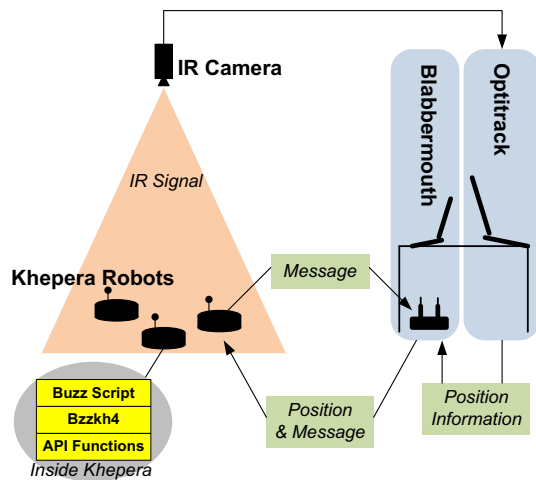 IR Camera
Blabbermouth
Optitrack
IR Signal
Khepera Robots
Message
Buzz Script
Bzzkh4
API Functions
Inside Khepera
Position
& Message
Position
Information